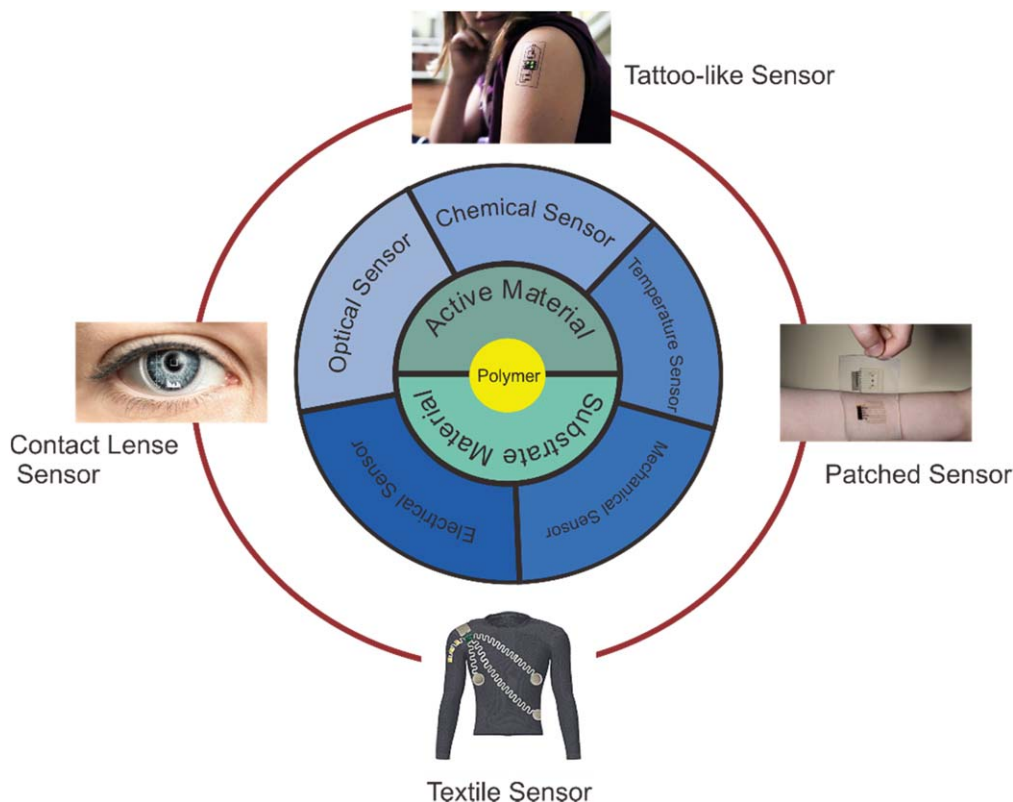 Tattoo-like Sensor
Chemical Sensor
Optical Sensor
Temperature Sensor
Active Material
Polymer
Substrate Material
Contact Lense
Sensor
Patched Sensor
Electrical Sensor
Mechanical Sensor
Textile Sensor